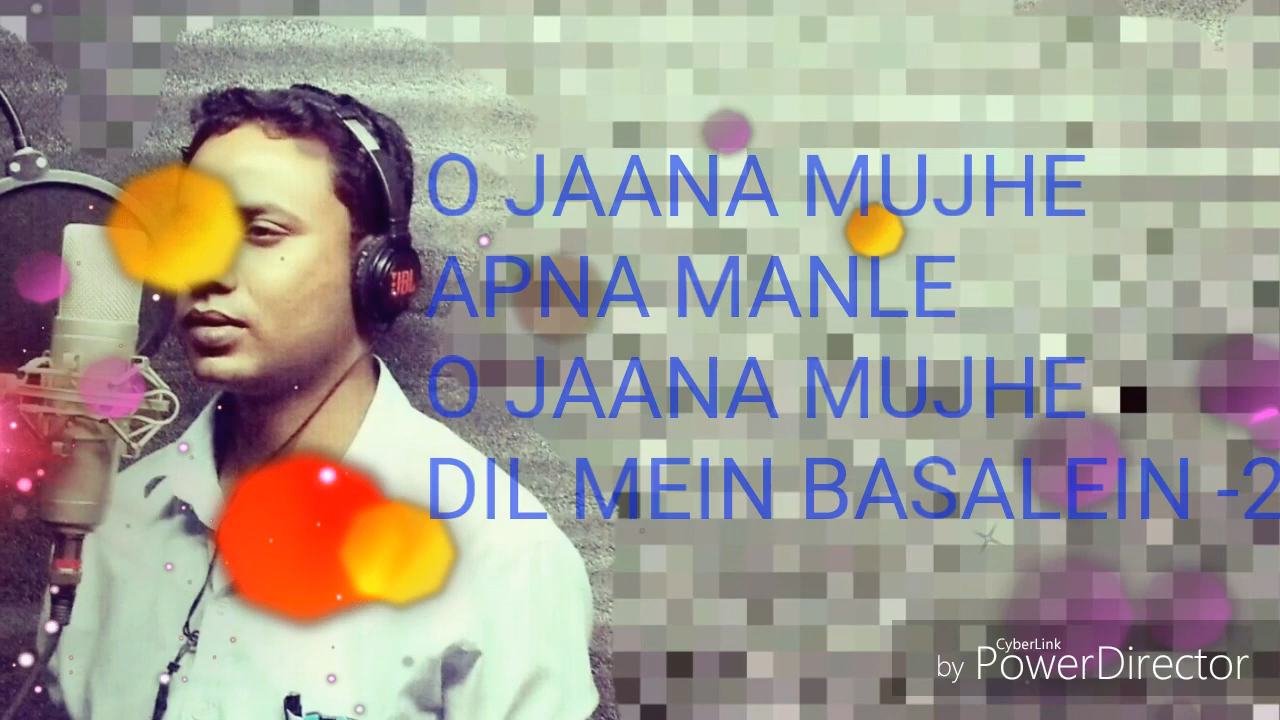 O JAANA MUJHE
APNA MANLE
O JAANA MUJHE
DIL MEIN BASALEIN -2
JBL
CyberLink
by PowerDirector